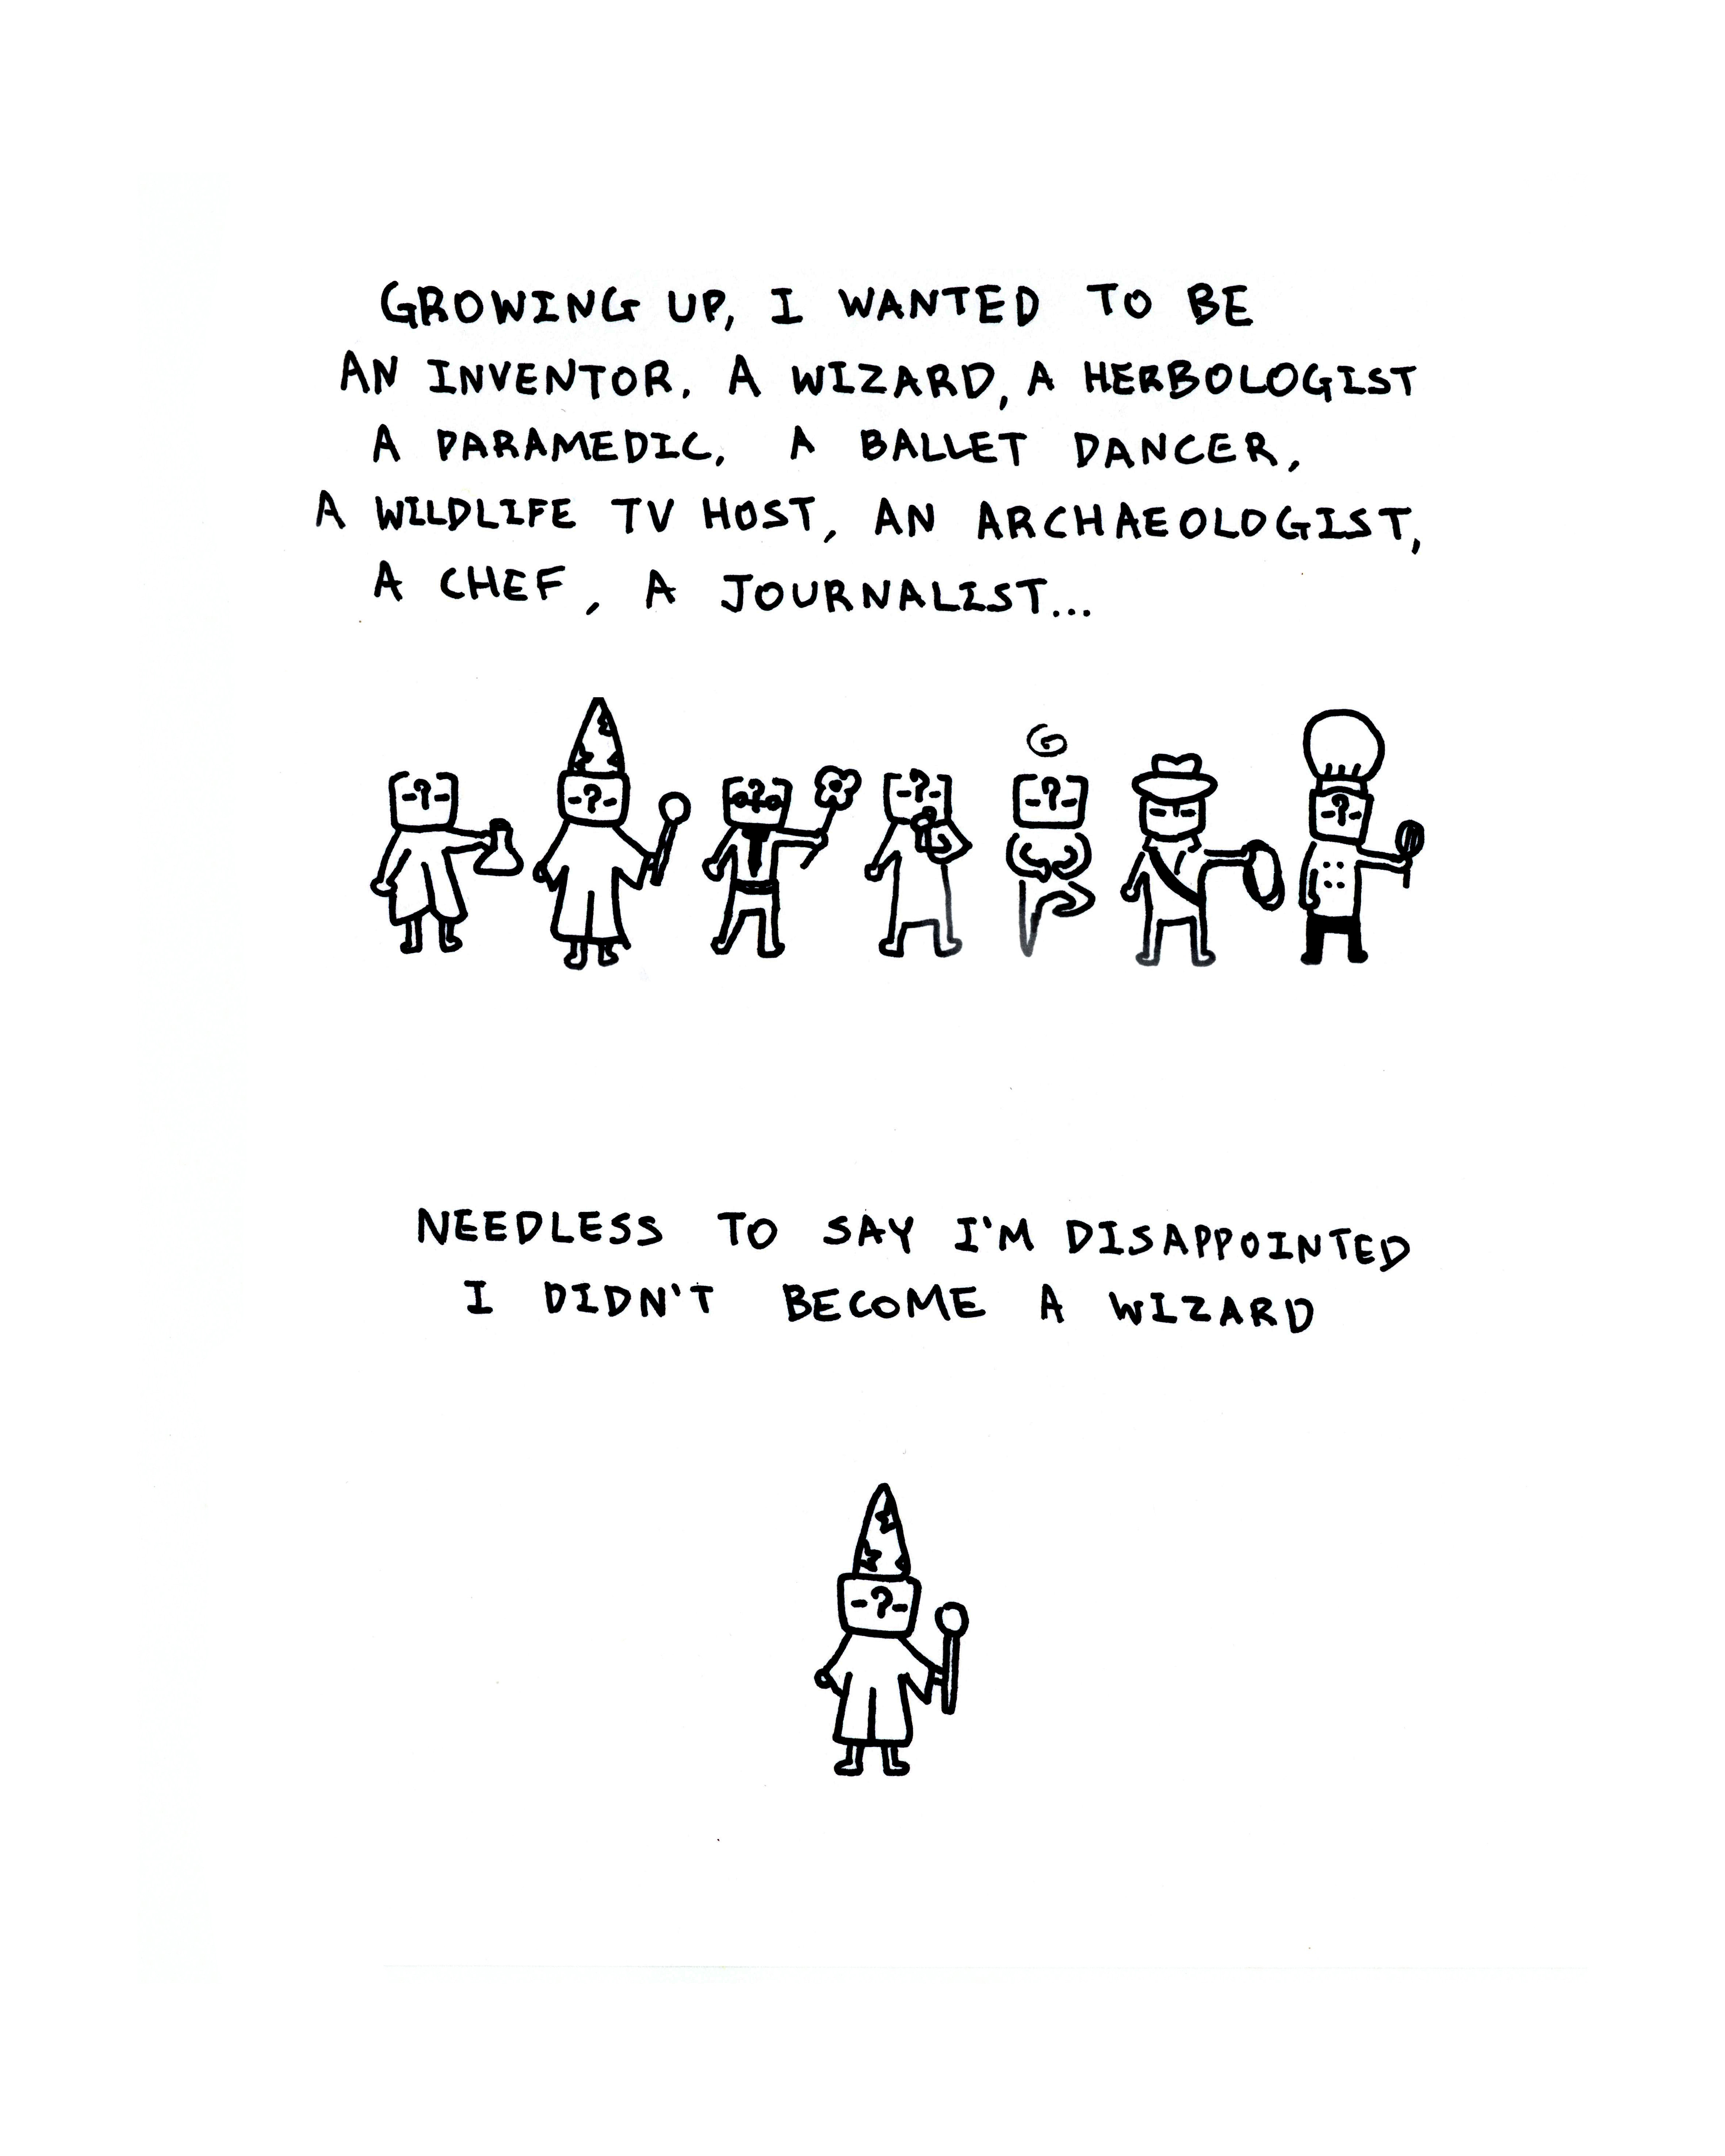 GROWING UP, I WANTED TO BE
AN INVENTOR, A WIZARD, A HERBOLOGIST
A PARAMEDIC, A BALLET DANCER,
A WILDLIFE TV HOST, AN ARCHAEOLOGIST,
A CHEF, A JOURNALIST...
NEEDLESS TO SAY I'M DISAPPOINTED
I DIDN'T BECOME A WIZARD